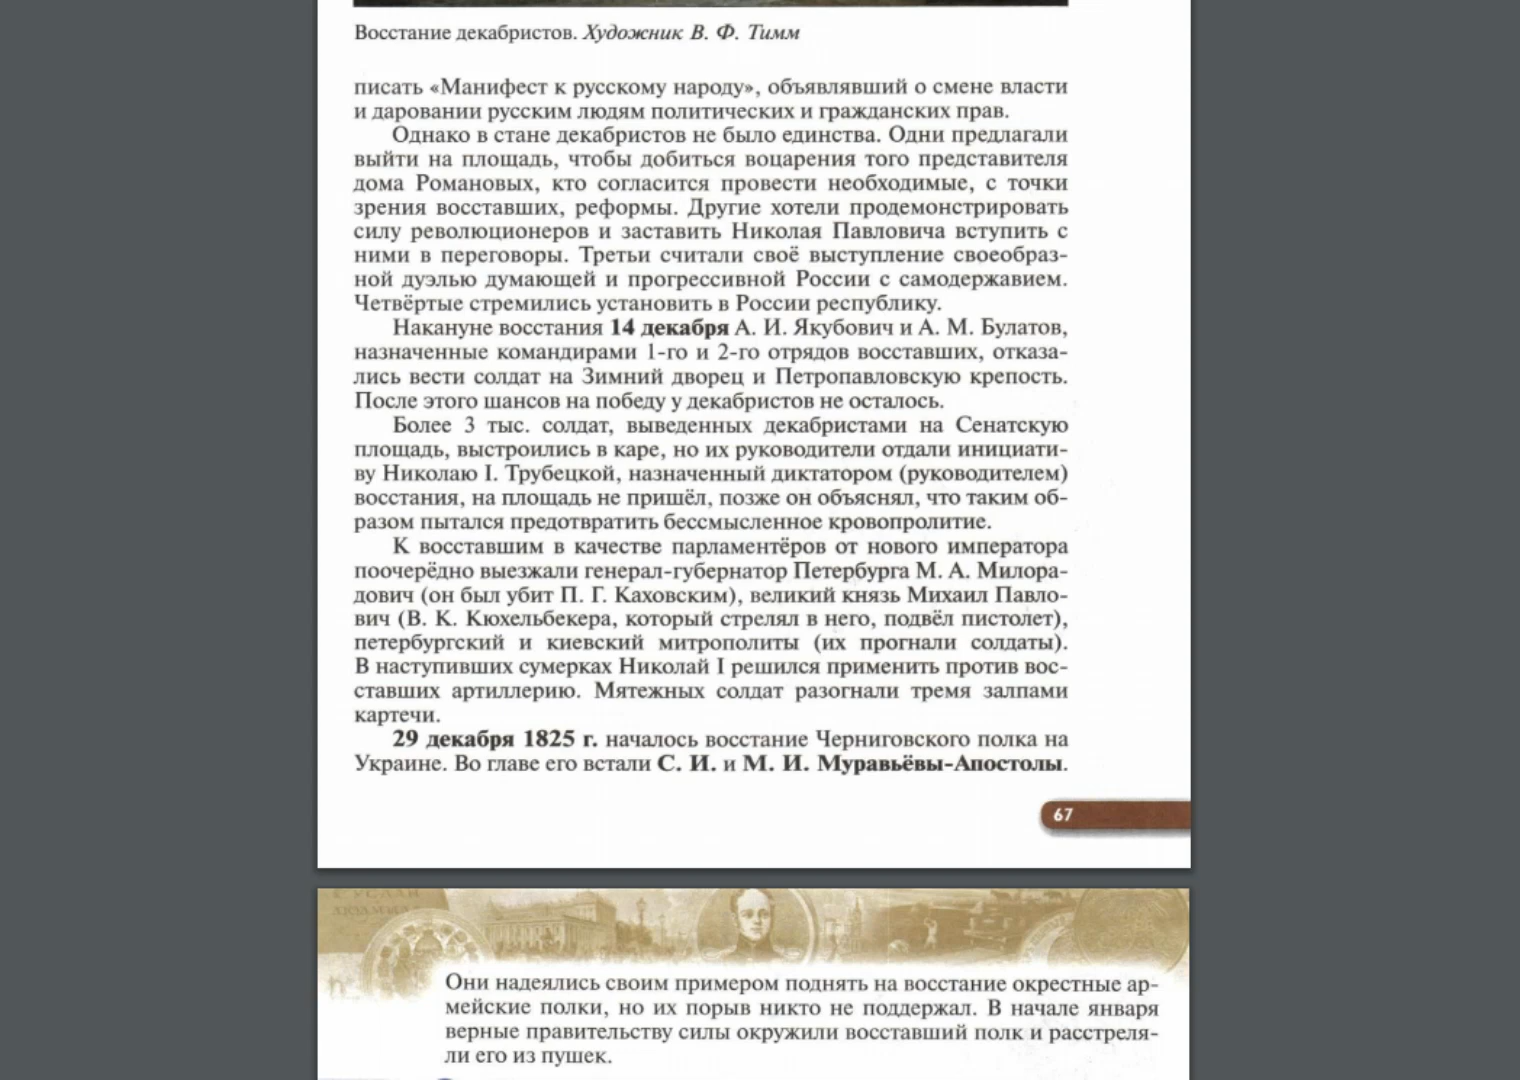 Восстание декабристов. Художник В. Ф. Тимм
писать «Манифест к русскому народу», объявлявший о смене власти
и даровании русским людям политических и гражданских прав.
Однако в стане декабристов не было единства. Одни предлагали
выйти на площадь, чтобы добиться воцарения того представителя
дома Романовых, кто согласится провести необходимые, с точки
зрения восставших, реформы. Другие хотели продемонстрировать
силу революционеров и заставить Николая Павловича вступить с
ними в переговоры. Третьи считали своё выступление своеобраз-
ной дуэлью думающей и прогрессивной России с самодержавием.
Четвёртые стремились установить в России республику.
Накануне восстания 14 декабря А. И. Якубович и А. М. Булатов,
назначенные командирами 1-го и 2-го отрядов восставших, отказа-
лись вести солдат на Зимний дворец и Петропавловскую крепость.
После этого шансов на победу у декабристов не осталось.
Более 3 тыс. солдат, выведенных декабристами на Сенатскую
площадь, выстроились в каре, но их руководители отдали инициати-
ву Николаю I. Трубецкой, назначенный диктатором (руководителем)
восстания, на площадь не пришёл, позже он объяснял, что таким об-
разом пытался предотвратить бессмысленное кровопролитие.
К восставшим в качестве парламентёров от нового императора
поочерёдно выезжали генерал-губернатор Петербурга М. А. Милора-
дович (он был убит П. Г. Каховским), великий князь Михаил Павло-
вич (В. К. Кюхельбекера, который стрелял в него, подвёл пистолет),
петербургский и киевский митрополиты (их прогнали солдаты).
В наступивших сумерках Николай I решился применить против вос-
ставших артиллерию. Мятежных солдат разогнали тремя залпами
картечи.
29 декабря 1825 г. началось восстание Черниговского полка на
Украине. Во главе его встали С. И. и М. И. Муравьёвы-Апостолы.
67
Они надеялись своим примером поднять на восстание окрестные ар-
мейские полки, но их порыв никто не поддержал. В начале января
верные правительству силы окружили восставший полк и расстреля-
ли его из пушек.